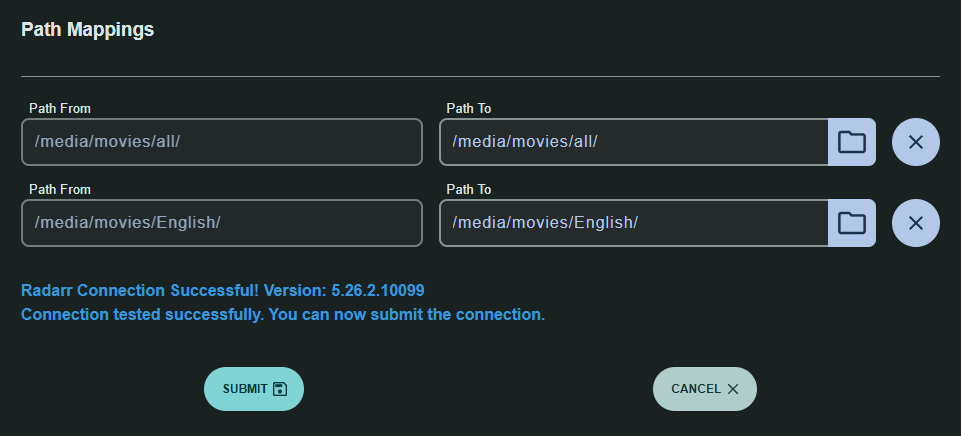 Path Mappings
Path From
Path To
/media/movies/all/
/media/movies/all/
Path From
Path To
/media/movies/English/
/media/movies/English/
Radarr Connection Successful! Version: 5.26.2.10099
Connection tested successfully. You can now submit the connection.
SUBMIT
CANCEL